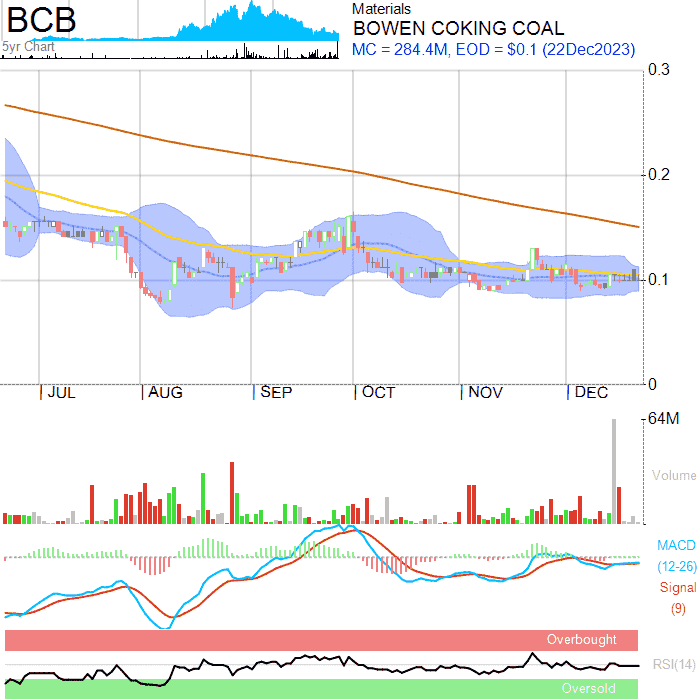 BCB
5yr Chart
Materials
BOWEN COKING COAL
MC = 284.4M, EOD = $0.1 (22Dec2023)
0.3
0.2
0.1
0
JUL AUG SEP OCT NOV DEC
64M
Volume
MACD
(12-26)
Signal
(9)
Overbought
RSI(14)
Oversold